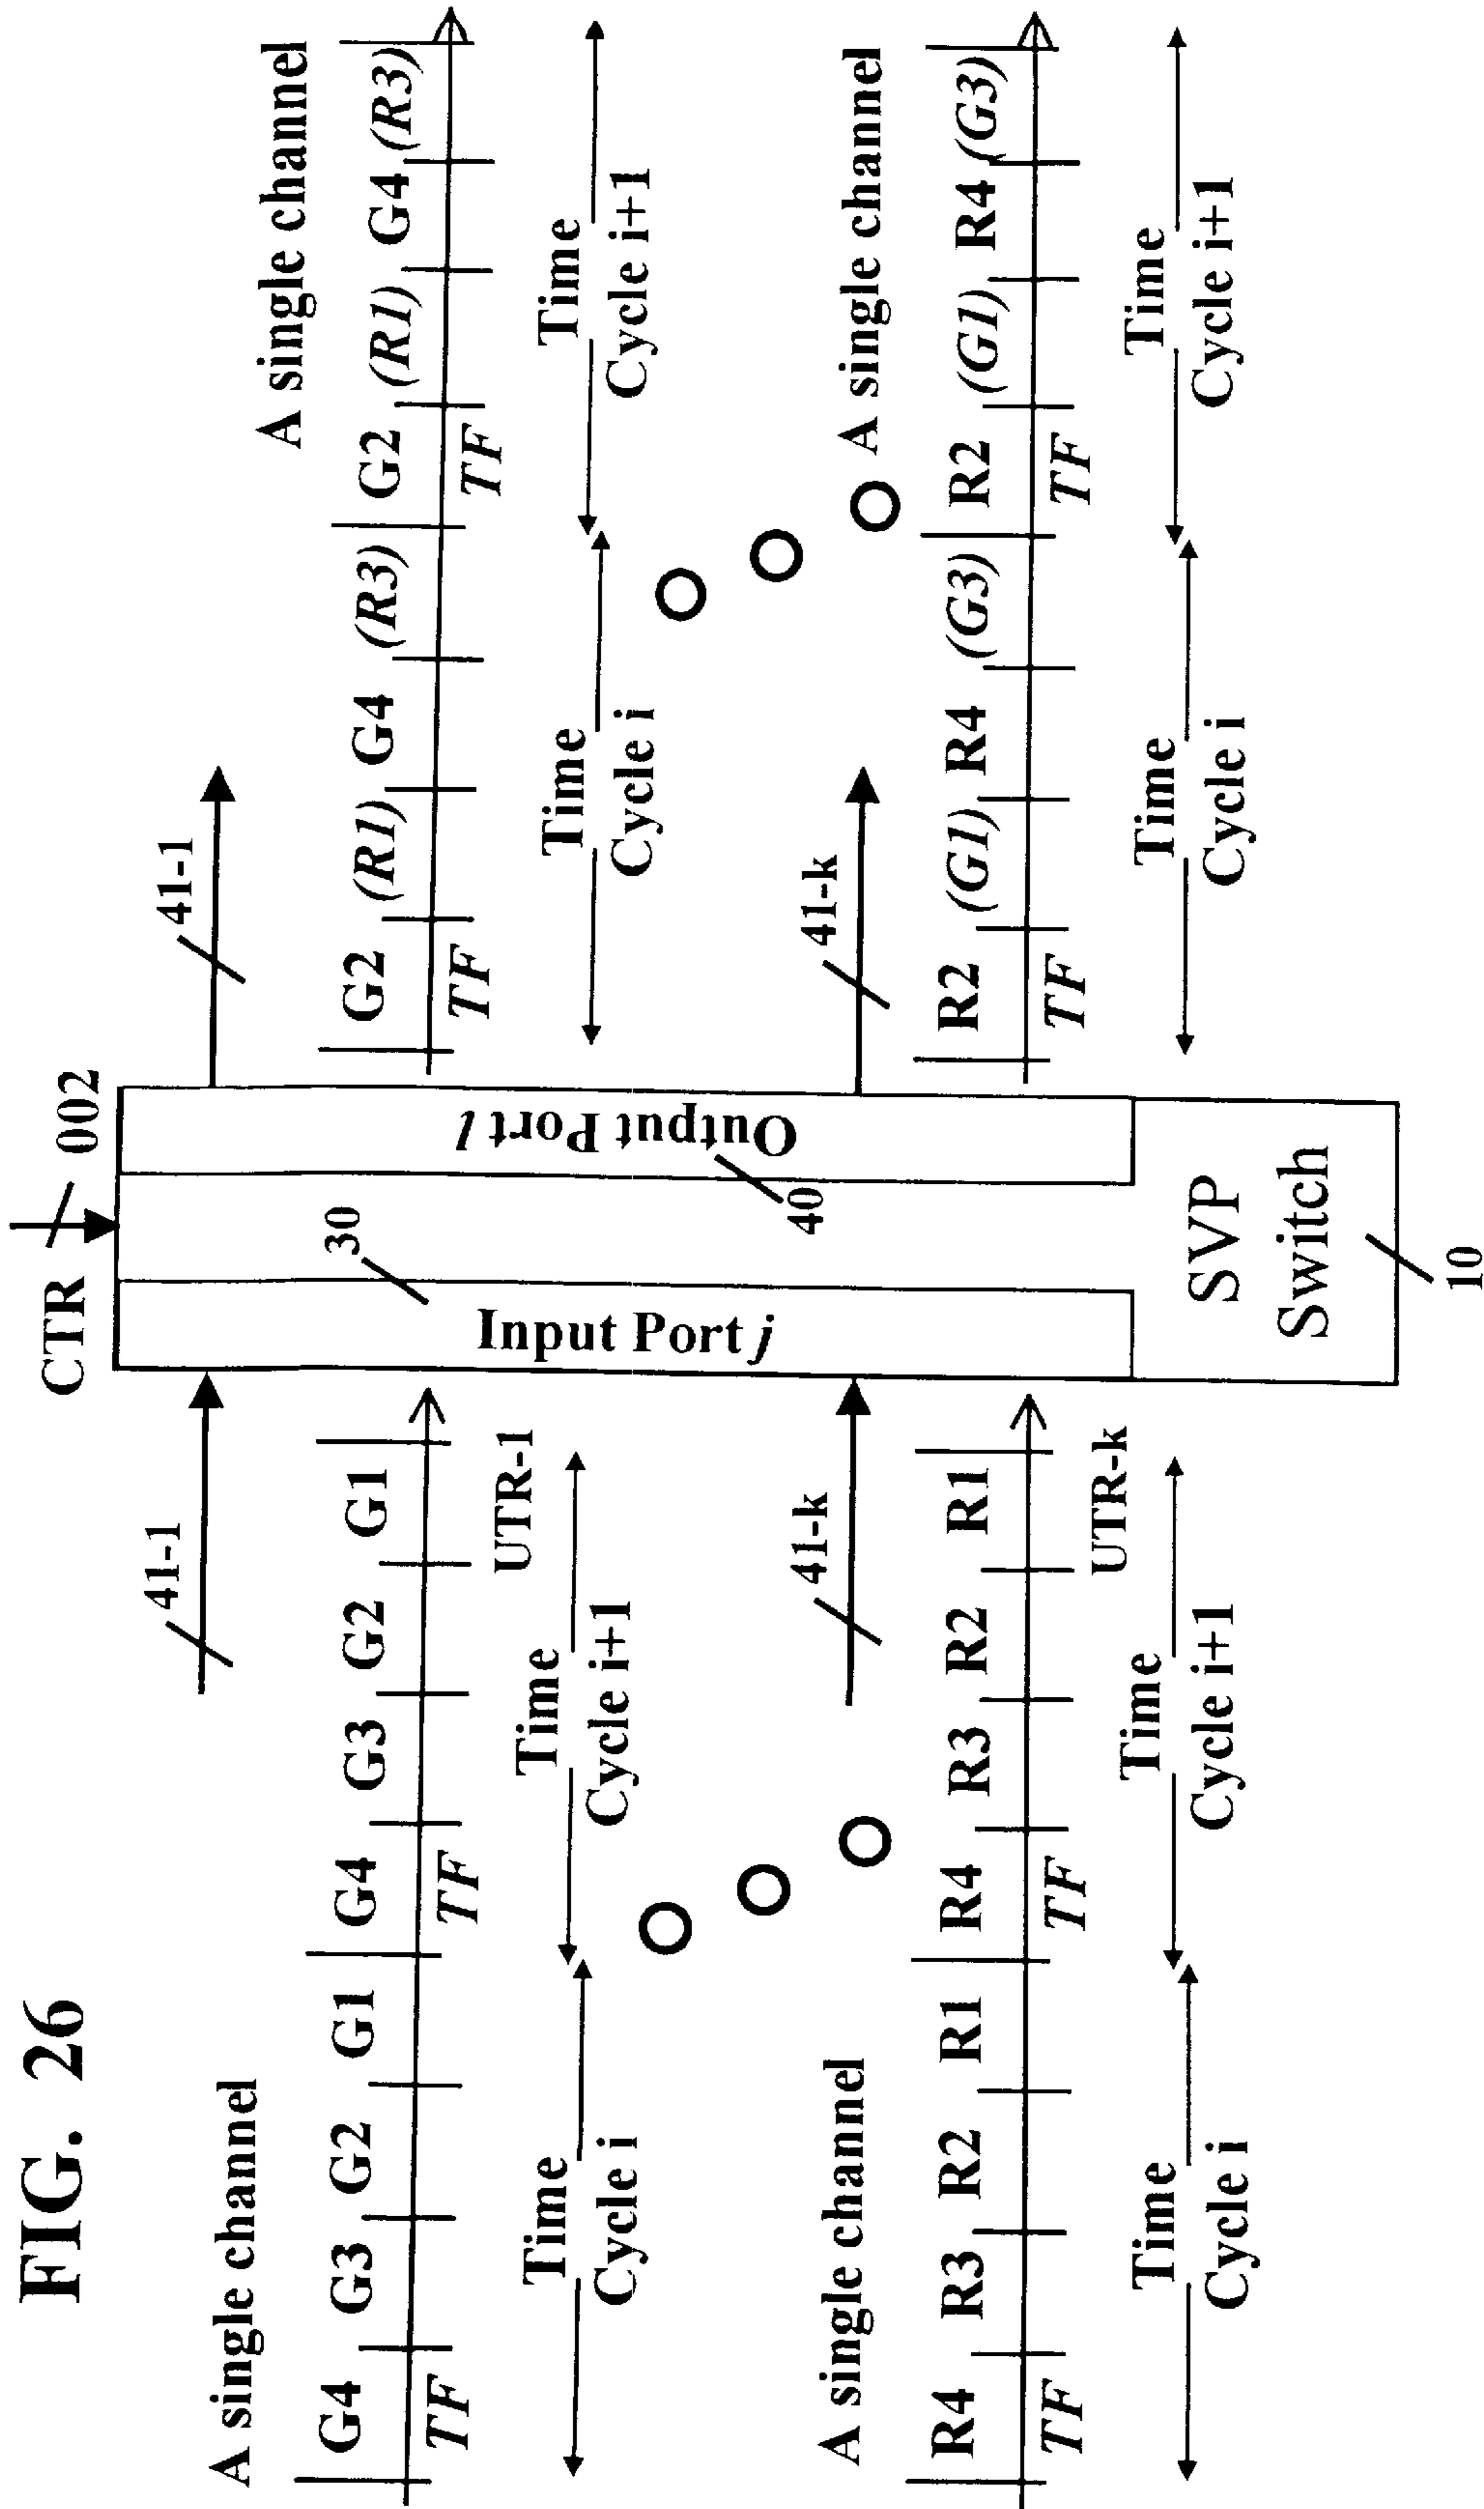 FIG. 26
CTR
002
A single channel
41-1
41-1
A single channel
G4 G3 G2 G1 G4 G3 G2 G1
TF TF
UTR-1
G2 (R1) G4 (R3) G2 (R1) G4 (R3)
TF TF
Time
Cycle i
Time
Cycle i+1
Time
Cycle i
Time
Cycle i+1
30
Input Port j
Output Port l
40
A single channel
41-k
41-k
A single channel
R4 R3 R2 R1 R4 R3 R2 R1
TF TF
UTR-k
R2 (G1) R4 (G3) R2 (G1) R4 (G3)
TF TF
Time
Cycle i
Time
Cycle i+1
Time
Cycle i
Time
Cycle i+1
SVP
Switch
10